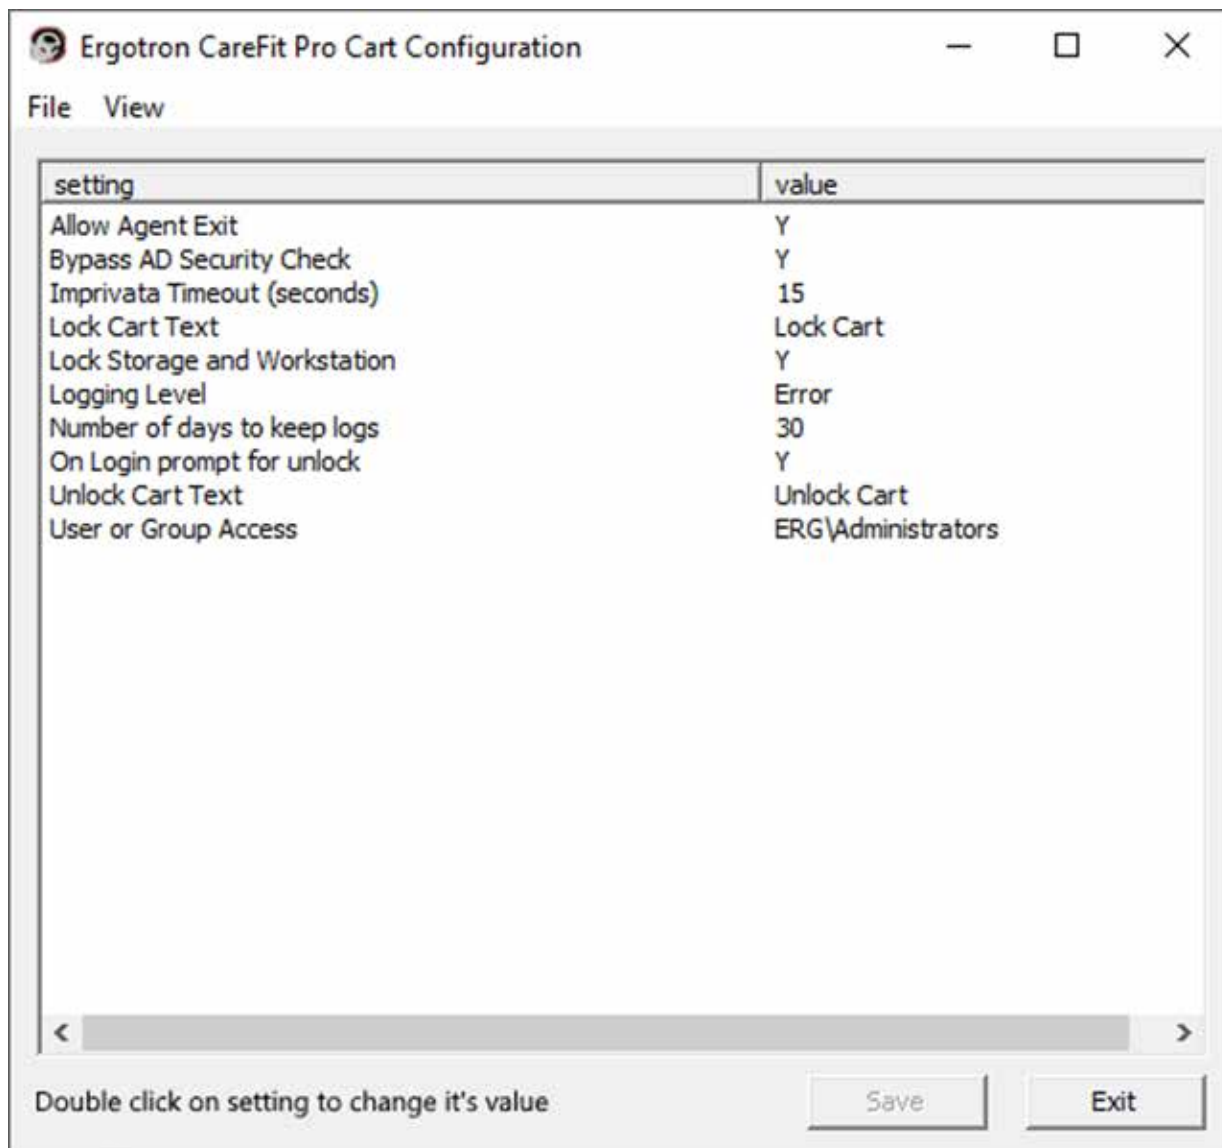 Ergotron CareFit Pro Cart Configuration
File View
setting value
Allow Agent Exit Y
Bypass AD Security Check Y
Imprivata Timeout (seconds) 15
Lock Cart Text Lock Cart
Lock Storage and Workstation Y
Logging Level Error
Number of days to keep logs 30
On Login prompt for unlock Y
Unlock Cart Text Unlock Cart
User or Group Access ERG\Administrators
Double click on setting to change it's value Save Exit